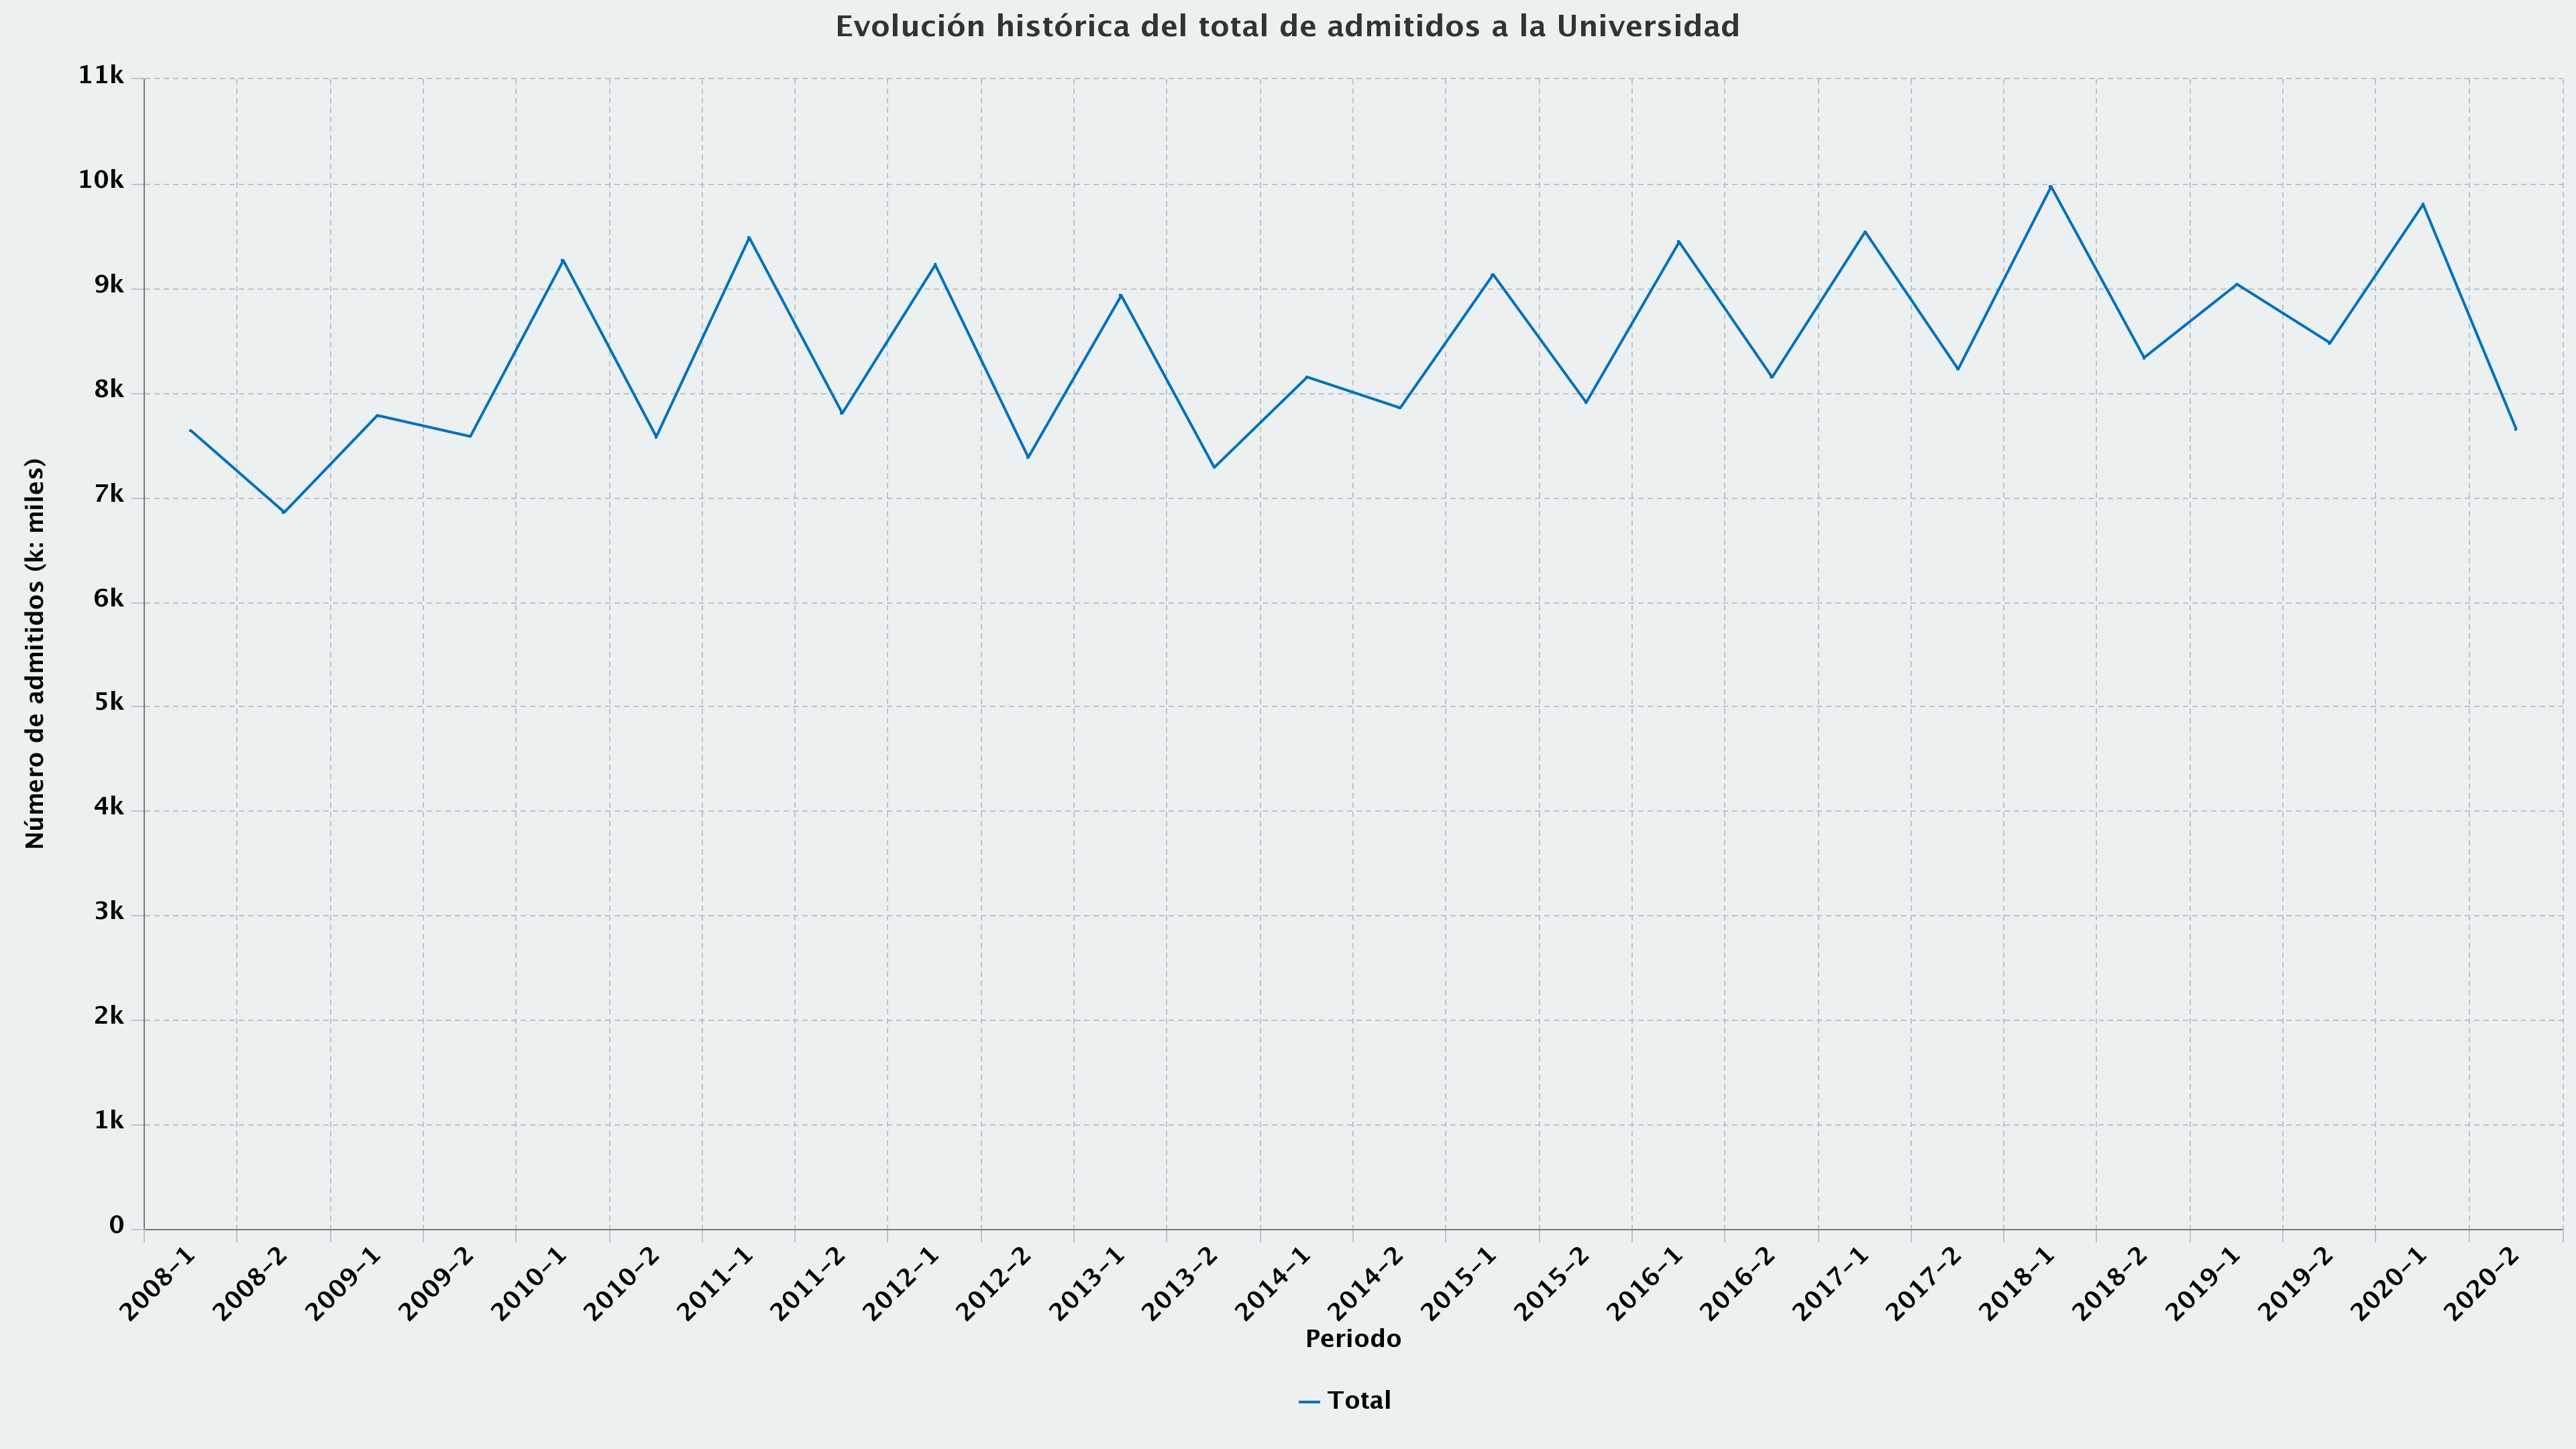 Evolución histórica del total de admitidos a la Universidad
11k
10k
9k
8k
7k
6k
5k
4k
3k
2k
1k
0
Número de admitidos (k: miles)
2008-1
2008-2
2009-1
2009-2
2010-1
2010-2
2011-1
2011-2
2012-1
2012-2
2013-1
2013-2
2014-1
2014-2
2015-1
2015-2
2016-1
2016-2
2017-1
2017-2
2018-1
2018-2
2019-1
2019-2
2020-1
2020-2
Periodo
Total